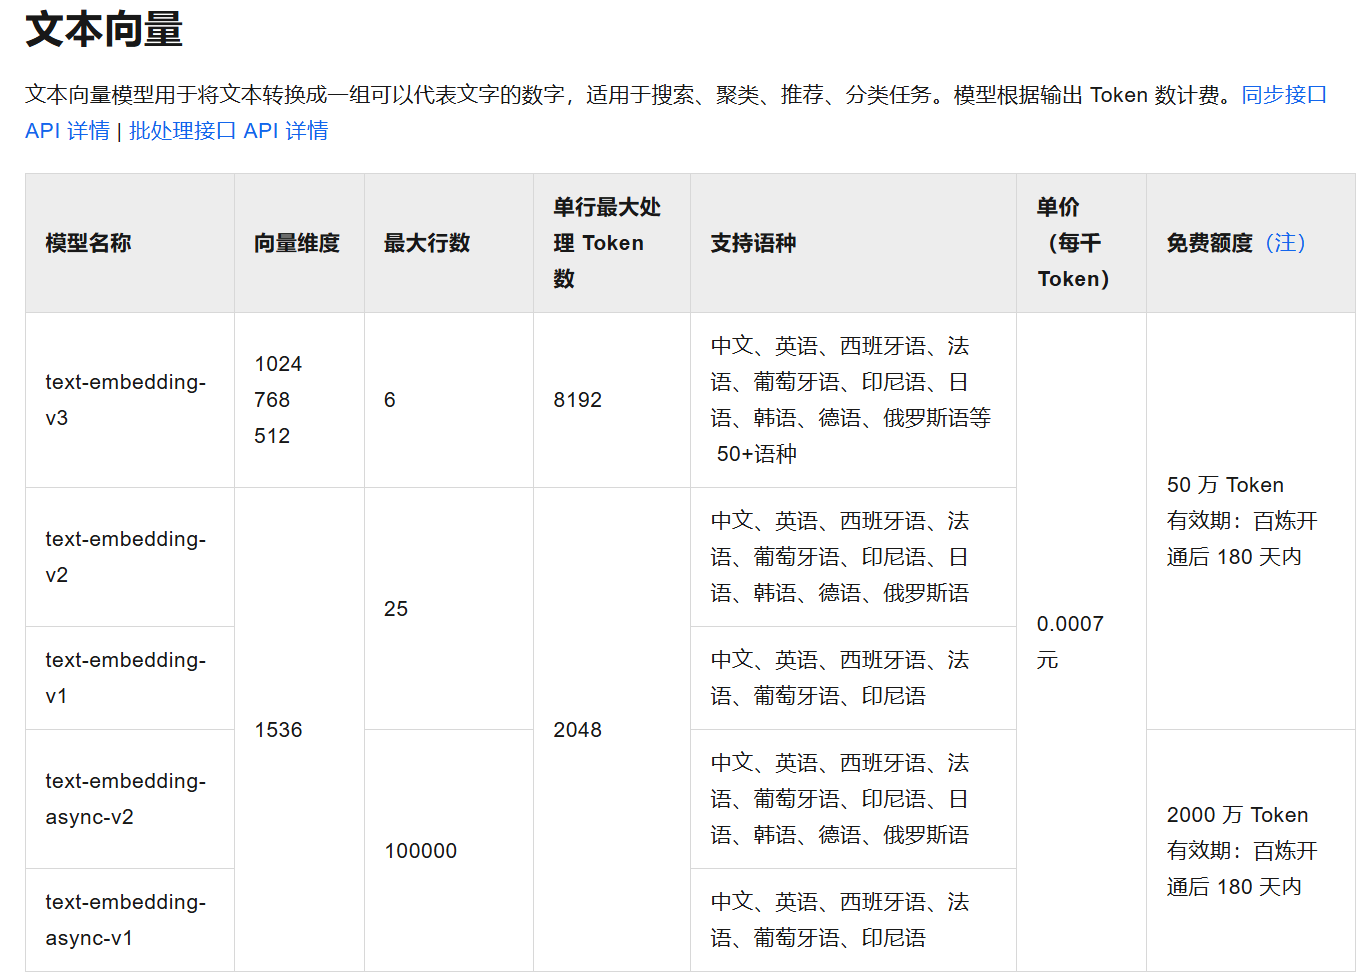 文本向量
文本向量模型用于将文本转换成一组可以代表文字的数字，适用于搜索、聚类、推荐、分类任务。模型根据输出 Token 数计费。同步接口
API 详情 | 批处理接口 API 详情
模型名称
向量维度
最大行数
单行最大处
理 Token
数
支持语种
单价
（每千
Token）
免费额度（注）
text-embedding-
v3
1024
768
512
6
8192
中文、英语、西班牙语、法
语、葡萄牙语、印尼语、日
语、韩语、德语、俄罗斯语等
50+语种
0.0007
元
50 万 Token
有效期：百炼开
通后 180 天内
text-embedding-
v2
1536
25
2048
中文、英语、西班牙语、法
语、葡萄牙语、印尼语、日
语、韩语、德语、俄罗斯语
text-embedding-
v1
中文、英语、西班牙语、法
语、葡萄牙语、印尼语
text-embedding-
async-v2
100000
中文、英语、西班牙语、法
语、葡萄牙语、印尼语、日
语、韩语、德语、俄罗斯语
2000 万 Token
有效期：百炼开
通后 180 天内
text-embedding-
async-v1
中文、英语、西班牙语、法
语、葡萄牙语、印尼语